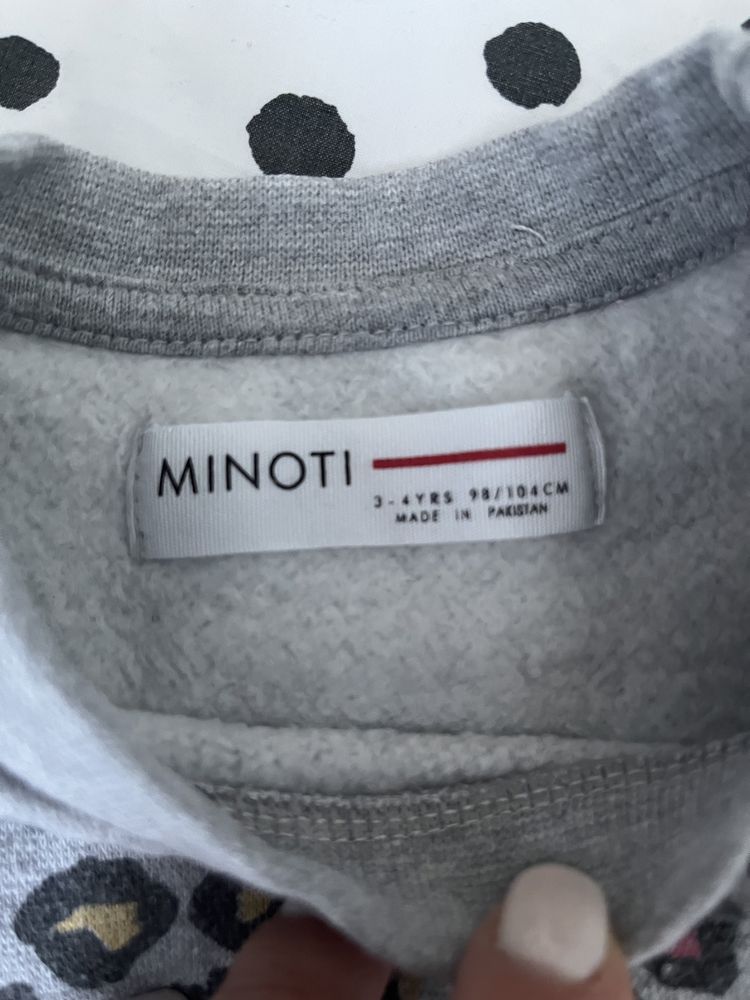 MINOTI
3-4YRS 98/104CM
MADE IN PAKISTAN